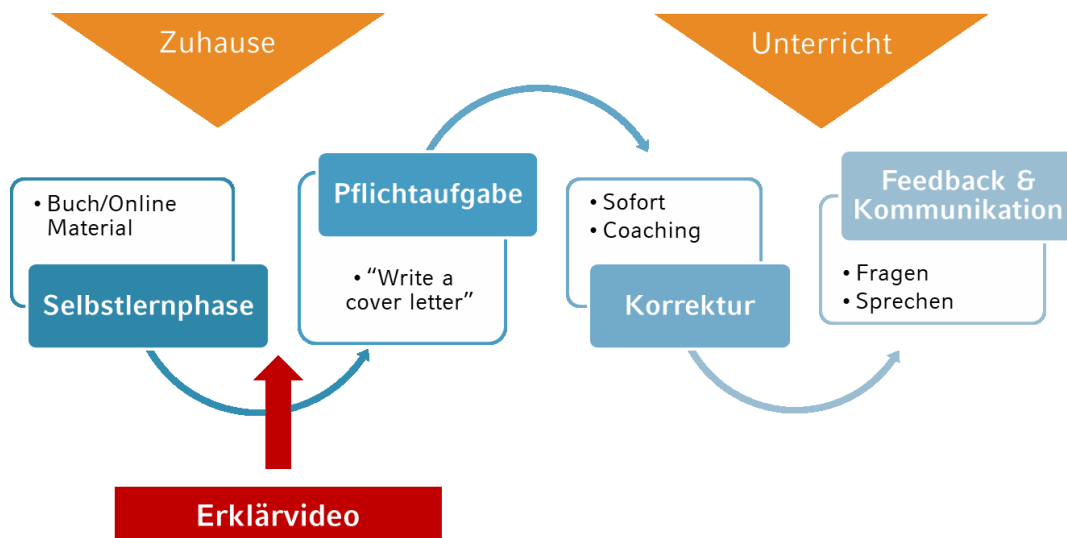 Zuhause
Unterricht
• Buch/Online
Material
Selbstlernphase
Pflichtaufgabe
• “Write a
cover letter”
• Sofort
• Coaching
Korrektur
Feedback &
Kommunikation
• Fragen
• Sprechen
Erklärvideo